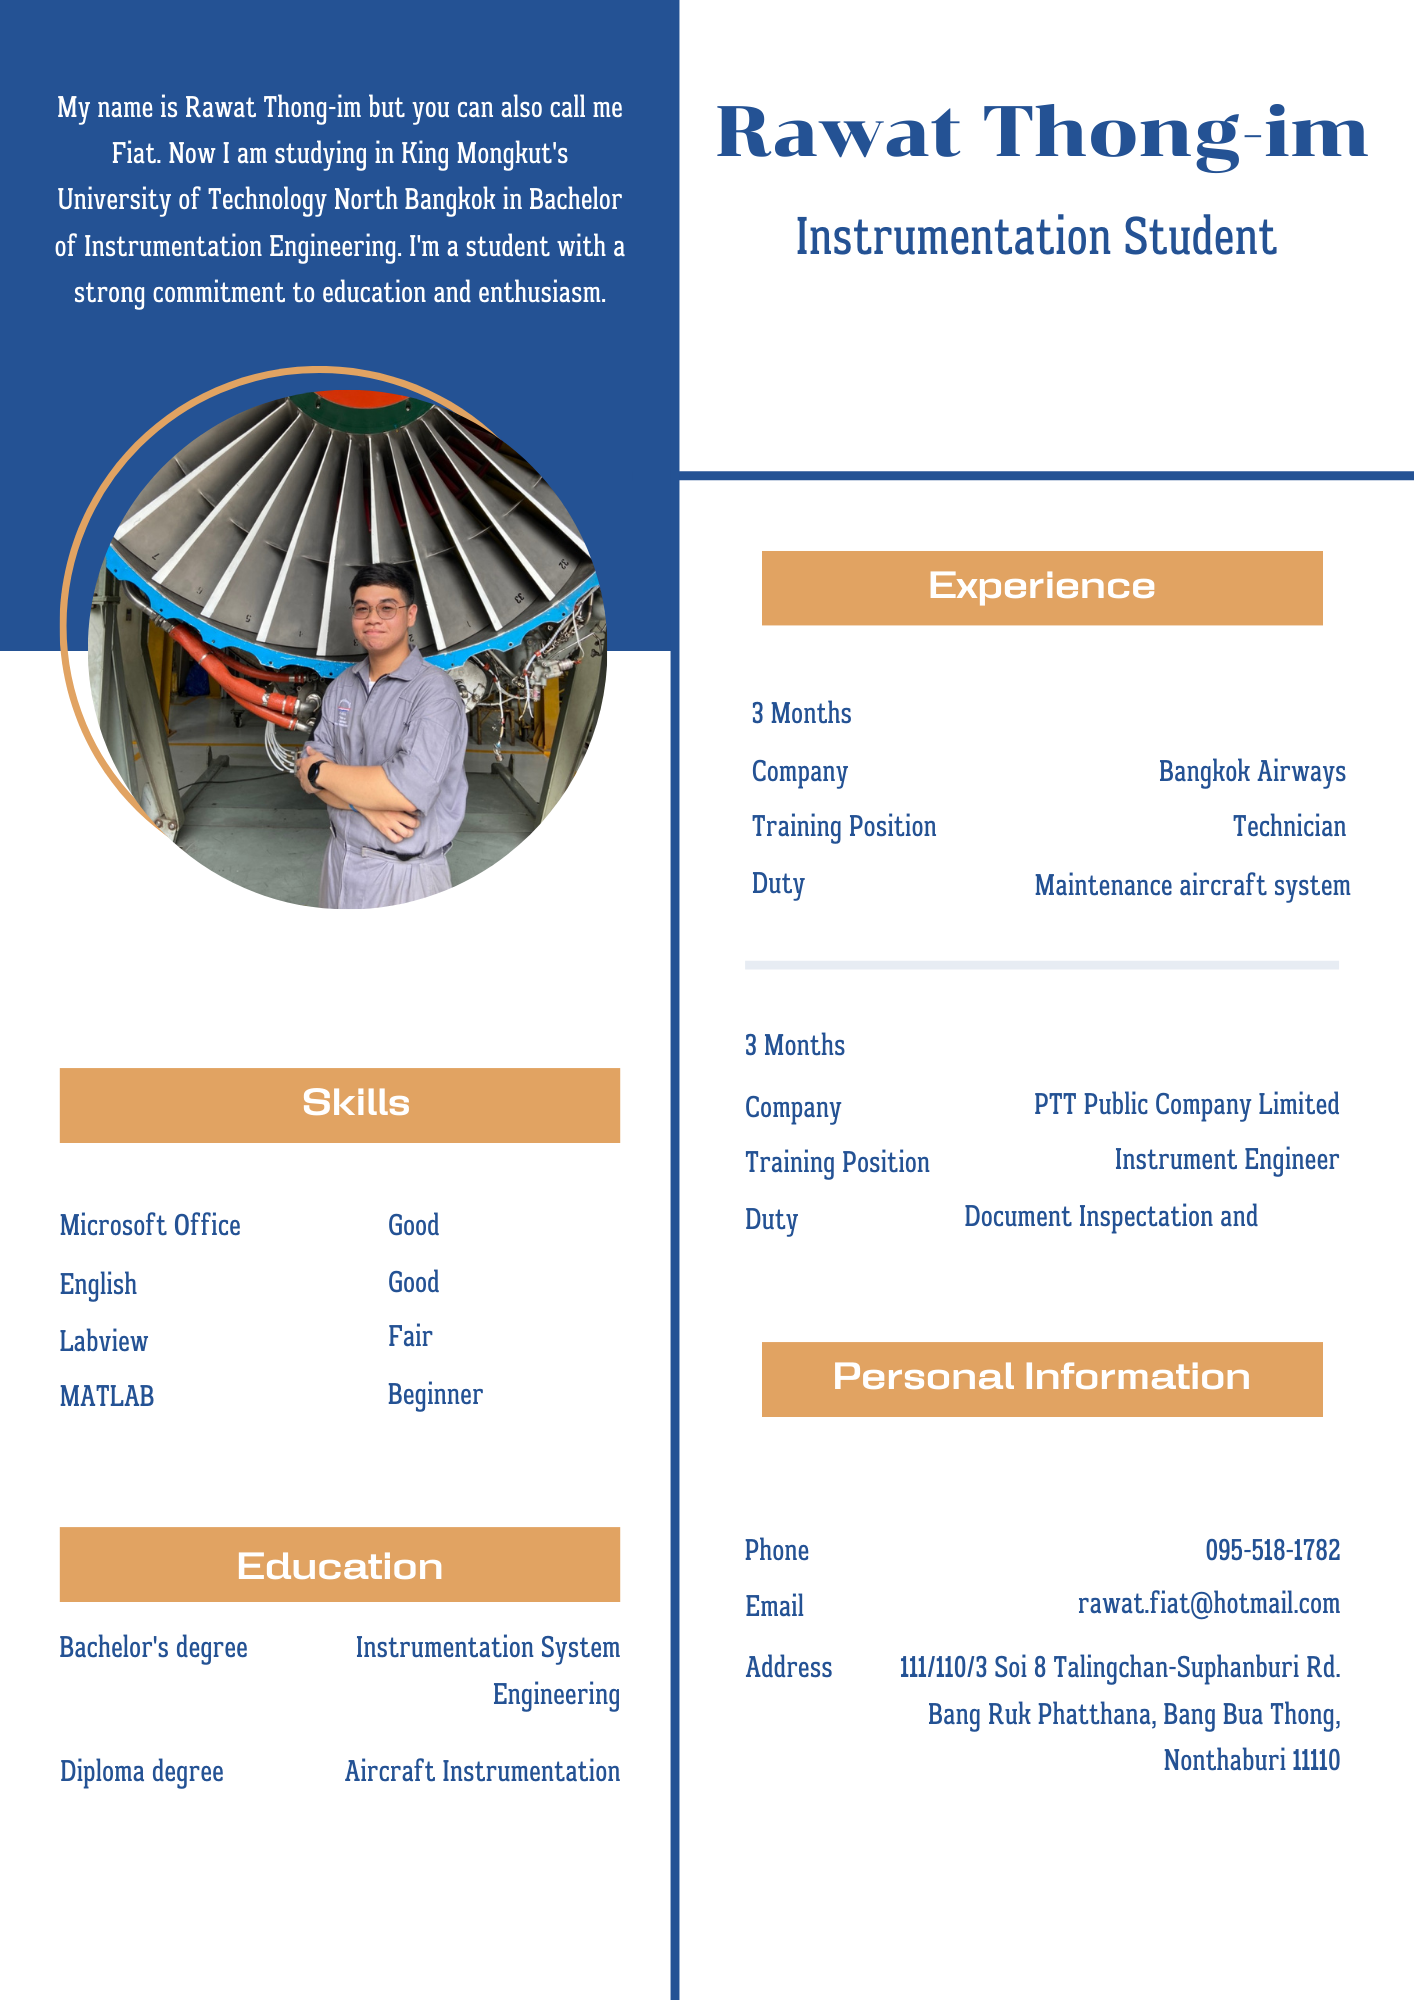 My name is Rawat Thong-im but you can also call me
Fiat. Now I am studying in King Mongkut's
University of Technology North Bangkok in Bachelor
of Instrumentation Engineering. I'm a student with a
strong commitment to education and enthusiasm.
Rawat Thong-im
Instrumentation Student
Skills
Microsoft Office Good
English Good
Labview Fair
MATLAB Beginner
Education
Bachelor's degree Instrumentation System
Engineering
Diploma degree Aircraft Instrumentation
Experience
3 Months
Company Bangkok Airways
Training Position Technician
Duty Maintenance aircraft system
3 Months
Company PTT Public Company Limited
Training Position Instrument Engineer
Duty Document Inspectation and
Personal Information
Phone 095-518-1782
Email rawat.fiat@hotmail.com
Address 111/110/3 Soi 8 Talingchan-Suphanburi Rd.
Bang Ruk Phatthana, Bang Bua Thong,
Nonthaburi 11110